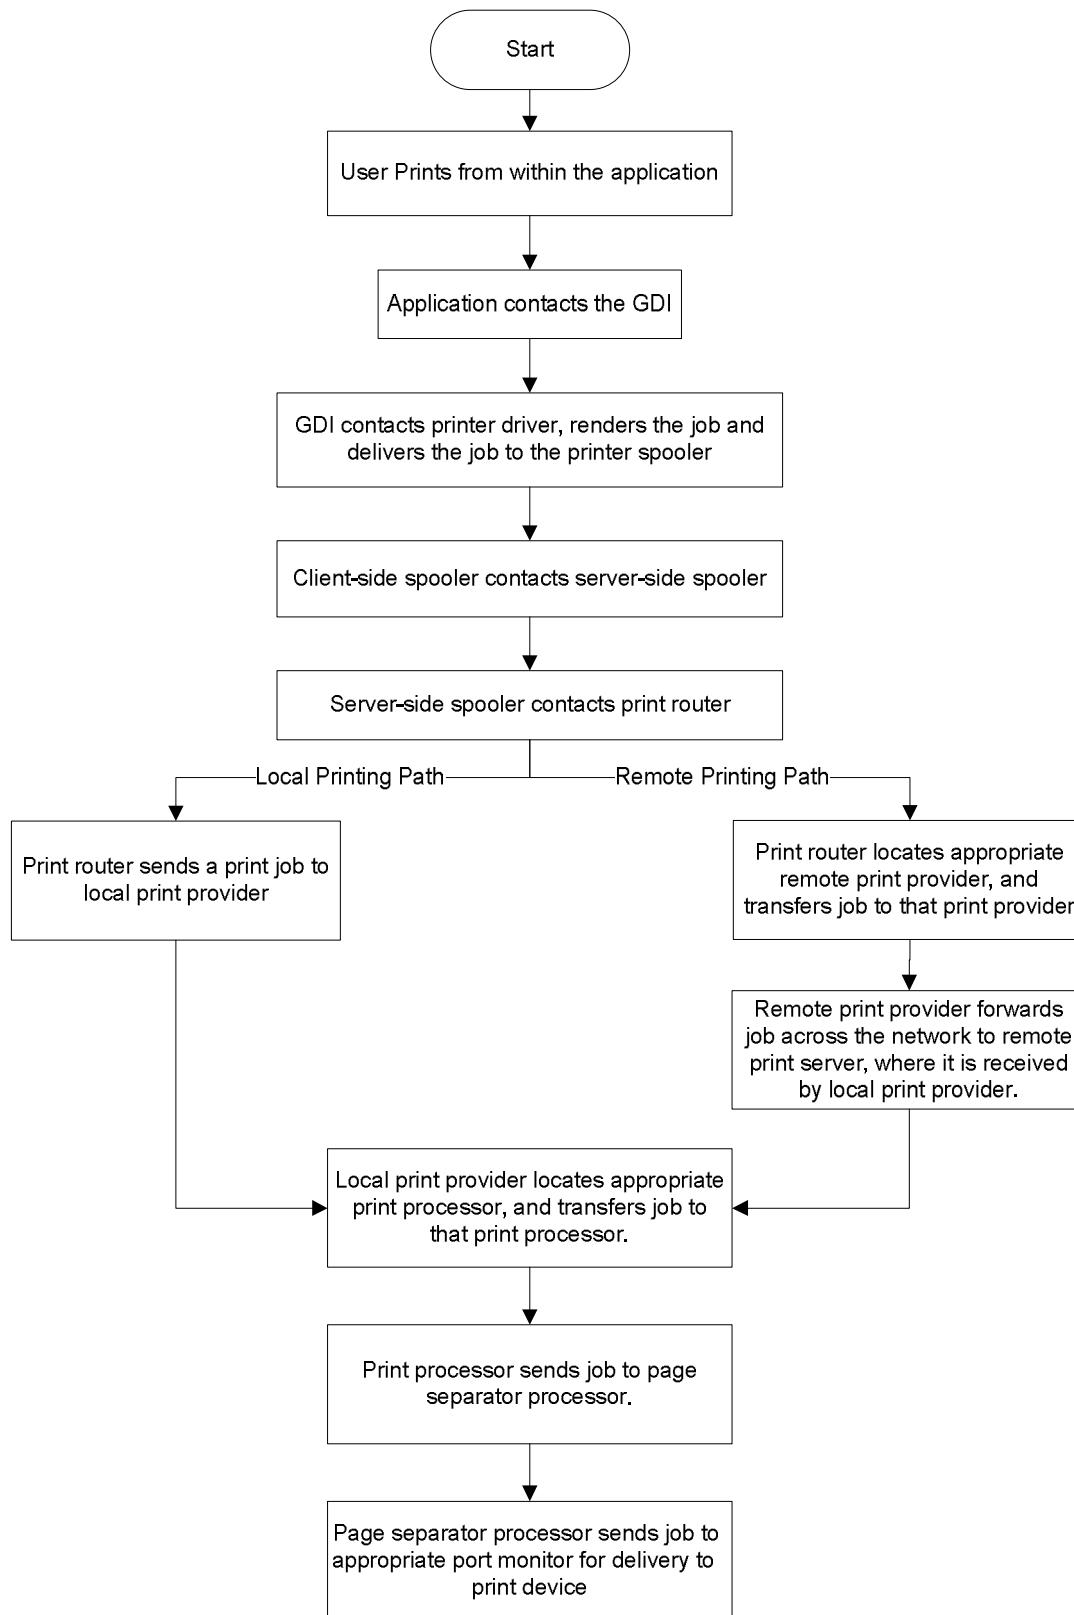 Start
User Prints from within the application
Application contacts the GDI
GDI contacts printer driver, renders the job and
delivers the job to the printer spooler
Client-side spooler contacts server-side spooler
Server-side spooler contacts print router
Local Printing Path
Remote Printing Path
Print router sends a print job to
local print provider
Print router locates appropriate
remote print provider, and
transfers job to that print provider
Remote print provider forwards
job across the network to remote
print server, where it is received
by local print provider.
Local print provider locates appropriate
print processor, and transfers job to
that print processor.
Print processor sends job to page
separator processor.
Page separator processor sends job to
appropriate port monitor for delivery to
print device